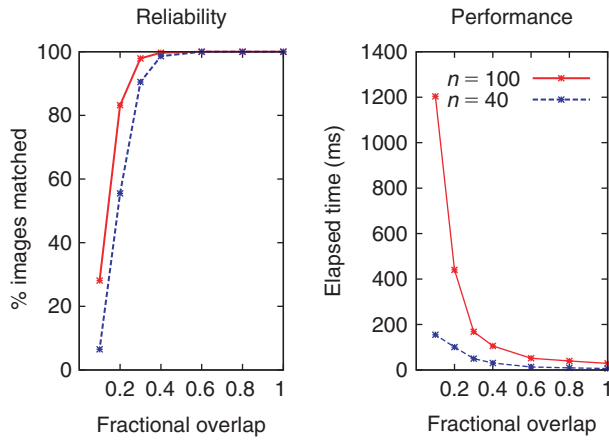 Reliability
% images matched
100
80
60
40
20
0
0.2 0.4 0.6 0.8 1
Fractional overlap
Performance
Elapsed time (ms)
1400
1200
1000
800
600
400
200
0
n = 100
n = 40
0.2 0.4 0.6 0.8 1
Fractional overlap